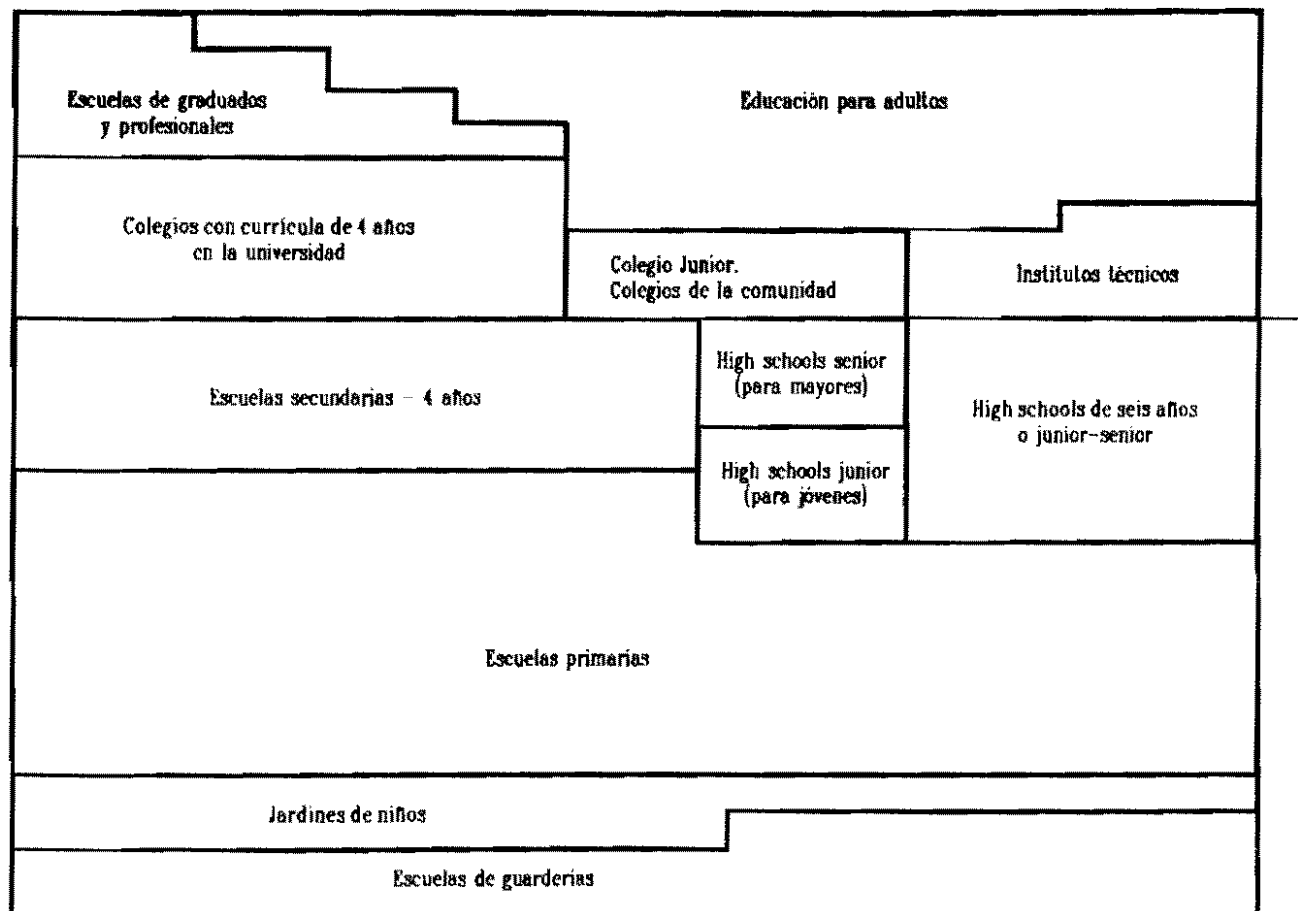 Escuelas de graduados
y profesionales
Educación para adultos
Colegios con currícula de 4 años
en la universidad
Colegio Junior.
Colegios de la comunidad
Institutos técnicos
Escuelas secundarias – 4 años
High schools senior
(para mayores)
High schools de seis años
o junior-senior
High schools junior
(para jóvenes)
Escuelas primarias
Jardines de niños
Escuelas de guarderías